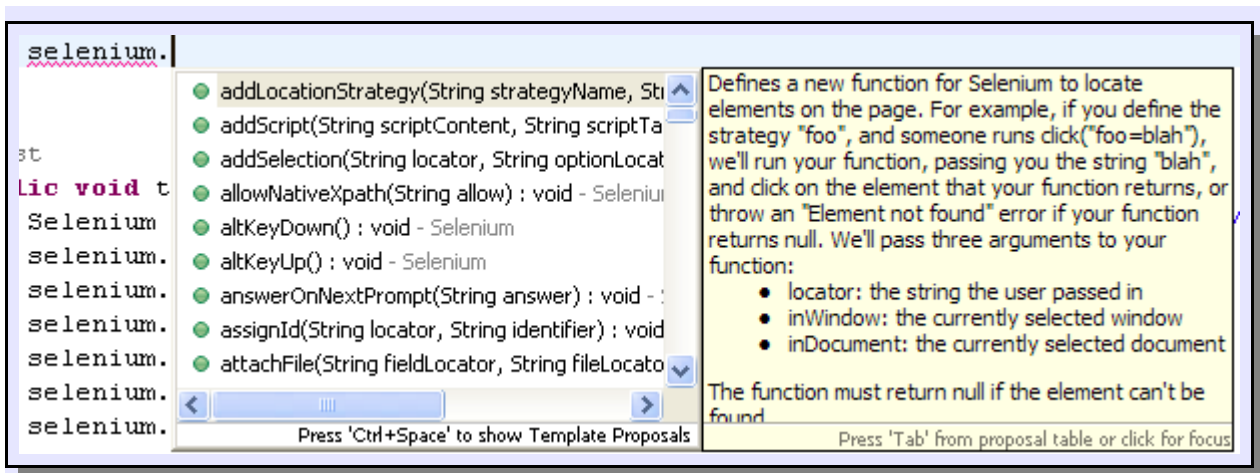 selenium.
st
lic void t
Selenium
selenium.
selenium.
selenium.
selenium.
selenium.
selenium.
addLocationStrategy(String strategyName, Stri
addScript(String scriptContent, String scriptTa
addSelection(String locator, String optionLocat
allowNativeXpath(String allow) : void - Seleniu
altKeyDown() : void - Selenium
altKeyUp() : void - Selenium
answerOnNextPrompt(String answer) : void -
assignId(String locator, String identifier) : void
attachFile(String fieldLocator, String fileLocato
Press 'Ctrl+Space' to show Template Proposals
Defines a new function for Selenium to locate
elements on the page. For example, if you define the
strategy "foo", and someone runs click("foo=blah"),
we'll run your function, passing you the string "blah",
and click on the element that your function returns, or
throw an "Element not found" error if your function
returns null. We'll pass three arguments to your
function:
● locator: the string the user passed in
● inWindow: the currently selected window
● inDocument: the currently selected document
The function must return null if the element can't be
found
Press 'Tab' from proposal table or click for focus